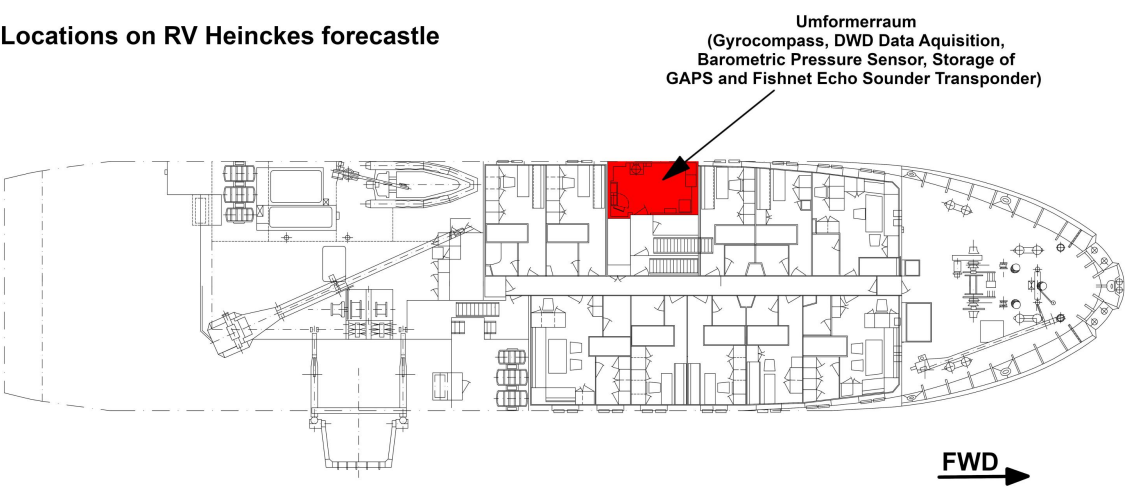 Locations on RV Heinckes forecastle
Umformerraum
(Gyrocompass, DWD Data Aquisition,
Barometric Pressure Sensor, Storage of
GAPS and Fishnet Echo Sounder Transponder)
FWD